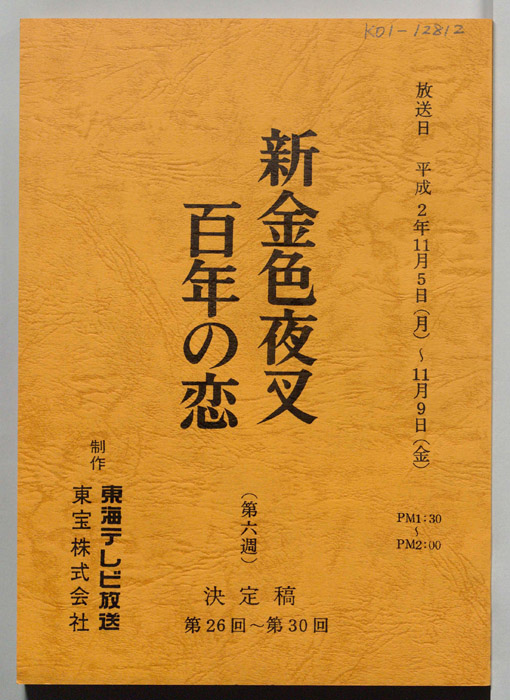 K01-12812
放送日 平成2年11月5日(月)～11月9日(金)
PM1:30
～
PM2:00
新金色夜叉
百年の恋
(第六週)
決定稿
第26回～第30回
制作
東海テレビ放送
東宝株式会社